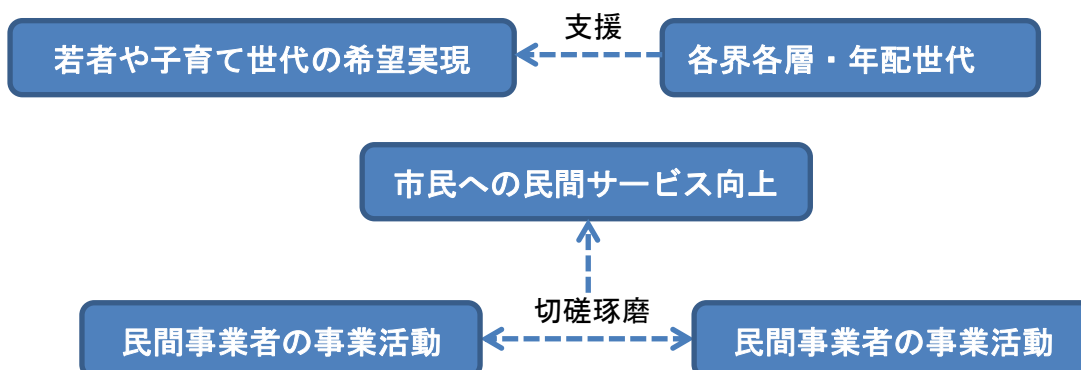 支援
若者や子育て世代の希望実現
各界各層・年配世代
市民への民間サービス向上
切磋琢磨
民間事業者の事業活動
民間事業者の事業活動